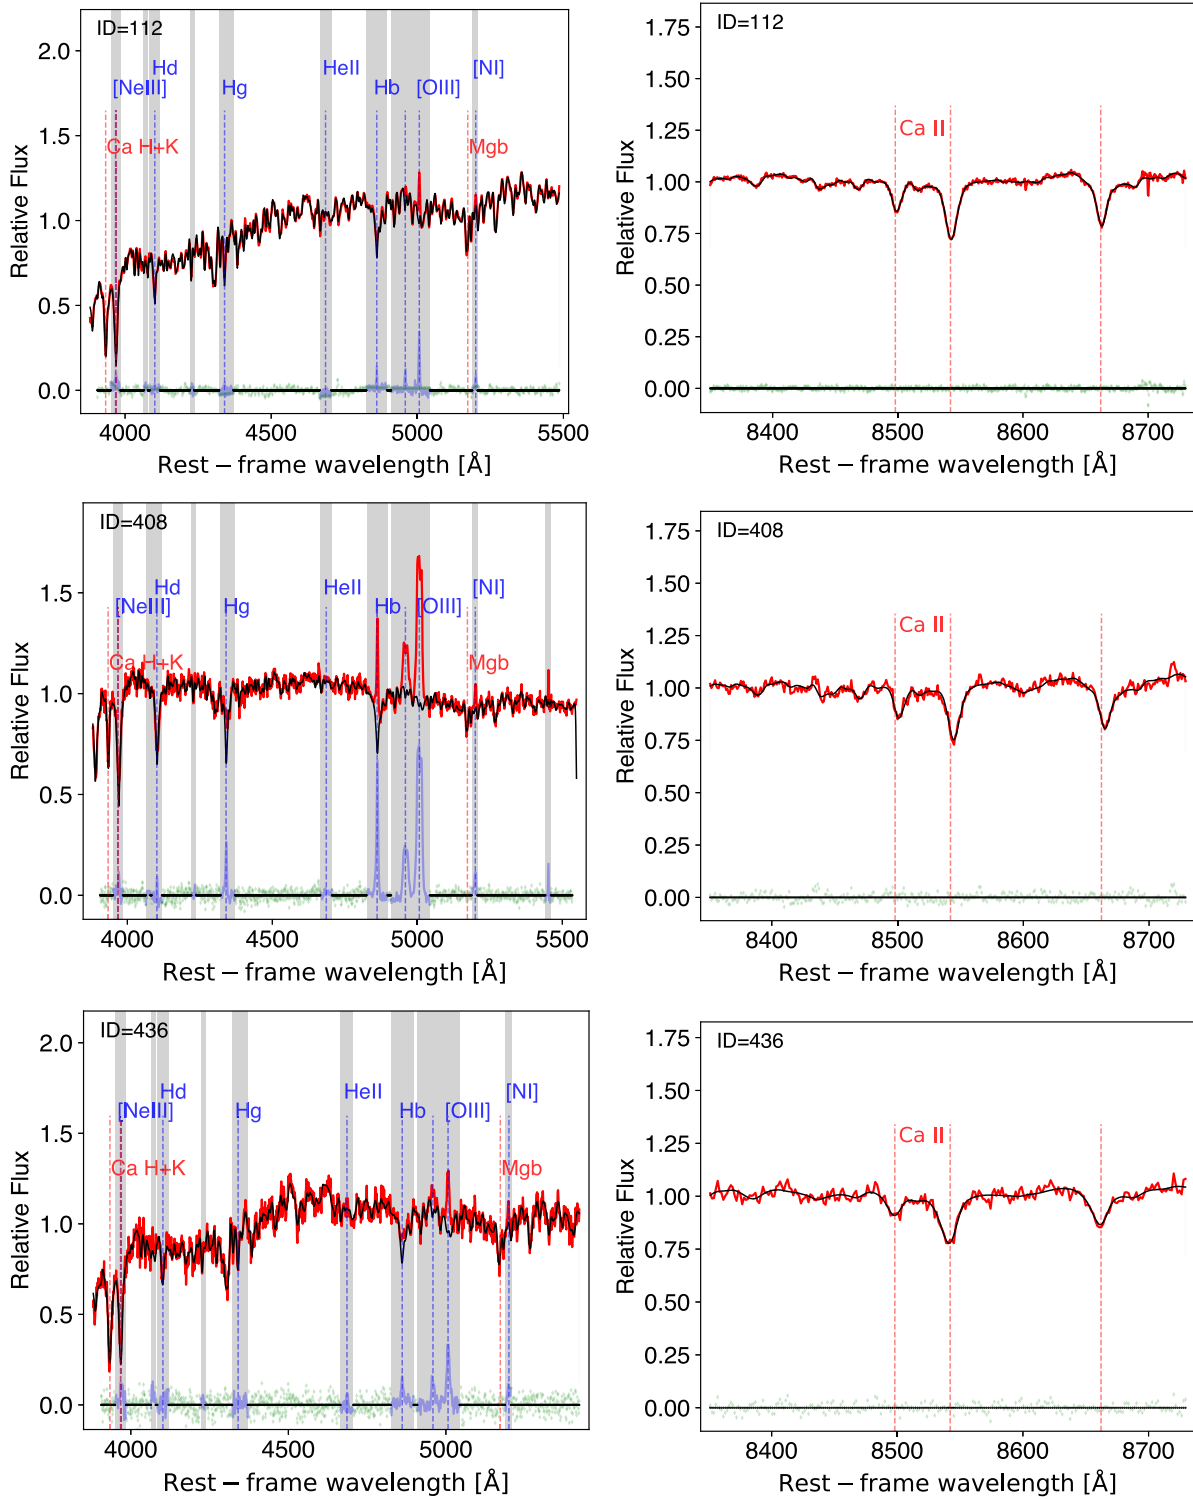 ID=112
2.0
1.5
1.0
0.5
0.0
Relative Flux
Hd
HeII
[NI]
[NeIII]
Hg
Hb
[OIII]
Ca H+K
Mgb
4000
4500
5000
5500
Rest − frame wavelength [Å]
ID=112
1.75
1.50
1.25
1.00
0.75
0.50
0.25
0.00
Relative Flux
Ca II
8400
8500
8600
8700
Rest − frame wavelength [Å]
ID=408
1.5
1.0
0.5
0.0
Relative Flux
Hd
HeII
[NI]
[NeIII]
Hg
Hb
[OIII]
Ca H+K
Mgb
4000
4500
5000
5500
Rest − frame wavelength [Å]
ID=408
1.75
1.50
1.25
1.00
0.75
0.50
0.25
0.00
Relative Flux
Ca II
8400
8500
8600
8700
Rest − frame wavelength [Å]
ID=436
2.0
1.5
1.0
0.5
0.0
Relative Flux
Hd
HeII
[NI]
[NeIII]
Hg
Hb
[OIII]
Ca H+K
Mgb
4000
4500
5000
Rest − frame wavelength [Å]
ID=436
1.75
1.50
1.25
1.00
0.75
0.50
0.25
0.00
Relative Flux
Ca II
8400
8500
8600
8700
Rest − frame wavelength [Å]